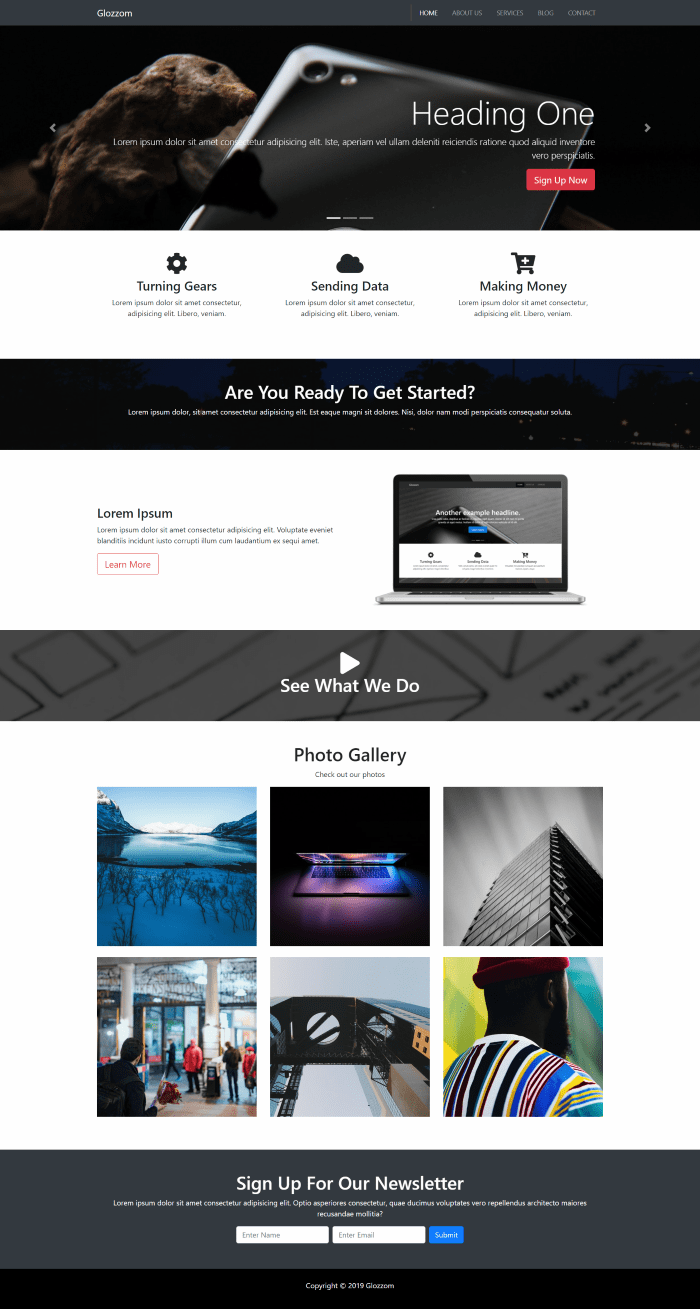 Glozzom
HOME ABOUT US SERVICES BLOG CONTACT
Heading One
Lorem ipsum dolor sit amet consectetur adipisicing elit. Iste, aperiam vel ullam deleniti reiciendis ratione quod aliquid inventore
vero perspiciatis.
Sign Up Now
Turning Gears
Lorem ipsum dolor sit amet consectetur,
adipisicing elit. Libero, veniam.
Sending Data
Lorem ipsum dolor sit amet consectetur,
adipisicing elit. Libero, veniam.
Making Money
Lorem ipsum dolor sit amet consectetur,
adipisicing elit. Libero, veniam.
Are You Ready To Get Started?
Lorem ipsum dolor, sitiamet consectetur adipisicing elit. Est eaque magni sit dolores. Nisi, dolor nam modi perspiciatis consequatur soluta.
Lorem Ipsum
Lorem ipsum dolor sit amet consectetur adipisicing elit. Voluptate eveniet
blanditiis incidunt iusto corrupti illum cum laudantium ex sequi amet.
Learn More
Another example headline.
Turning Gears
Sending Data
Making Money
See What We Do
Photo Gallery
Check out our photos
Sign Up For Our Newsletter
Lorem ipsum dolor sit amet consectetur adipisicing elit. Optio asperiores consectetur, quae ducimus voluptates vero repellendus architecto maiores
recusandae mollitia?
Enter Name
Enter Email
Submit
Copyright © 2019 Glozzom